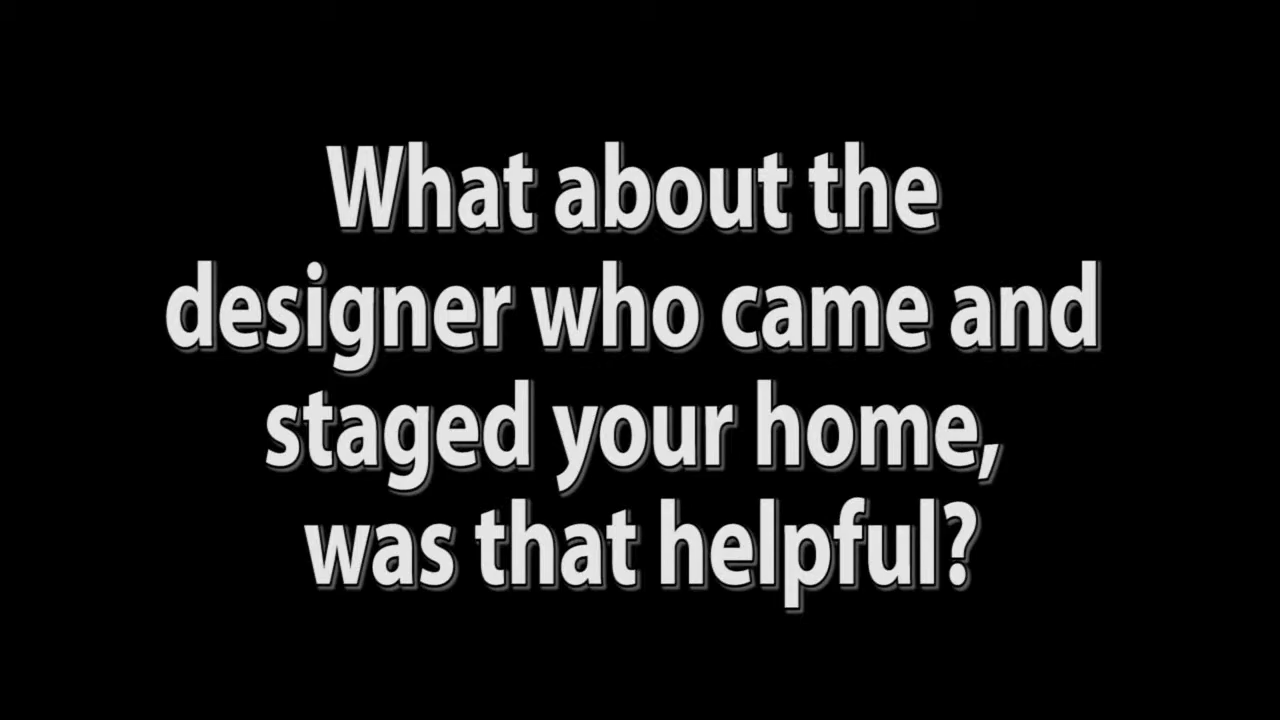 What about the
designer who came and
staged your home,
was that helpful?